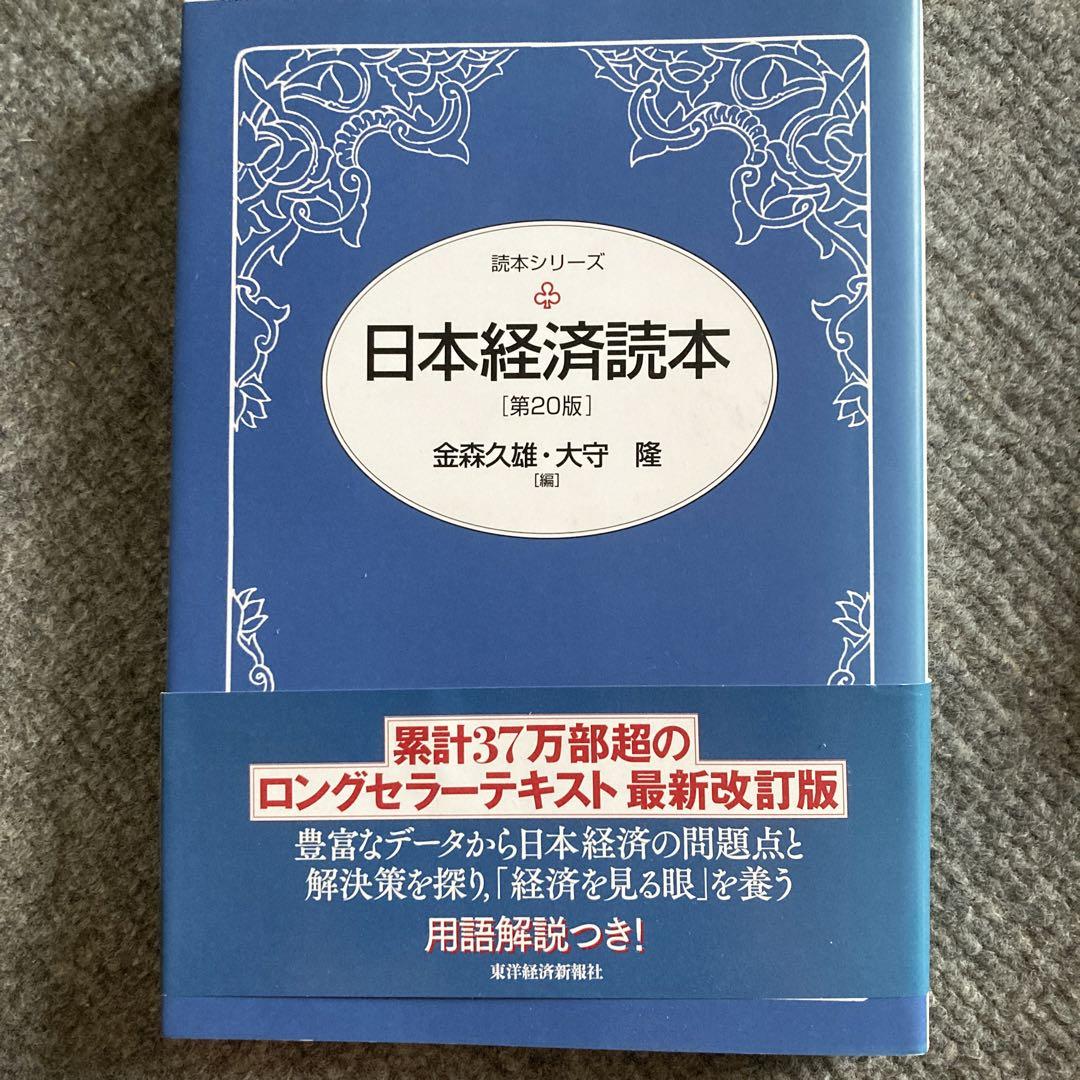 読本シリーズ
日本経済読本
［第20版］
金森久雄・大守　隆
［編］
累計37万部超の
ロングセラーテキスト 最新改訂版
豊富なデータから日本経済の問題点と
解決策を探り，「経済を見る眼」を養う
用語解説つき！
東洋経済新報社